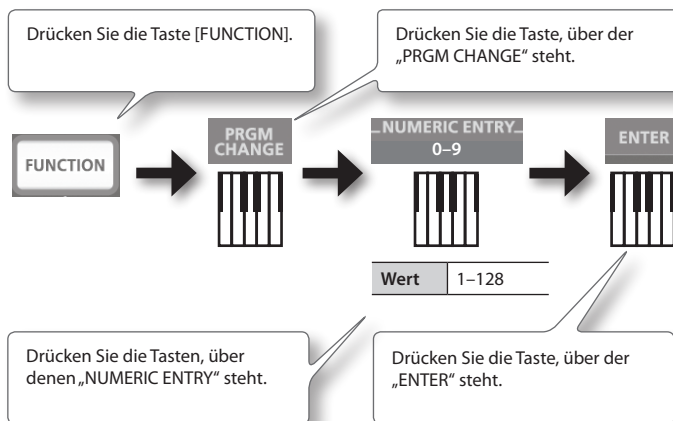 Drücken Sie die Taste [FUNCTION].
Drücken Sie die Taste, über der
„PRGM CHANGE“ steht.
FUNCTION
PRGM
CHANGE
NUMERIC ENTRY
0–9
ENTER
Wert 1–128
Drücken Sie die Tasten, über
denen „NUMERIC ENTRY“ steht.
Drücken Sie die Taste, über der
„ENTER“ steht.